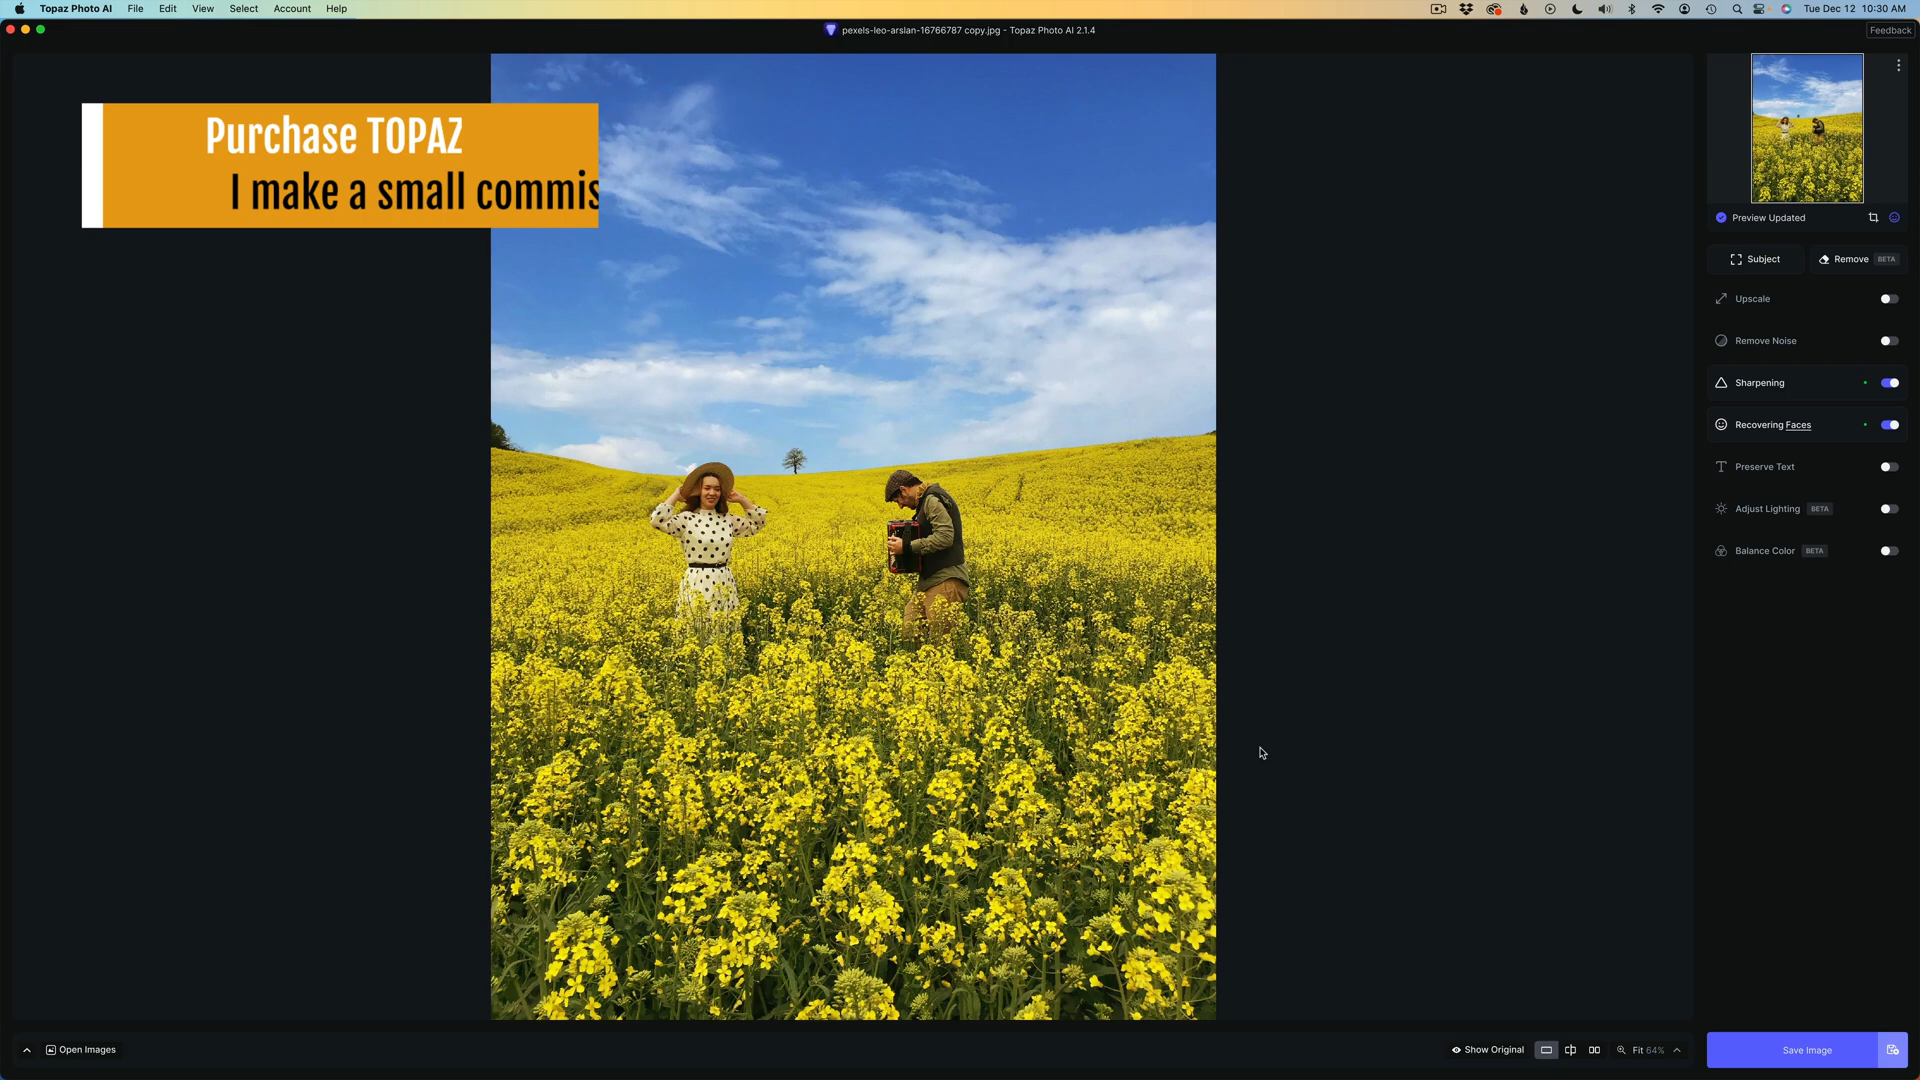 Topaz Photo AI File Edit View Select Account Help Tue Dec 12 10:30 AM
pexels-leo-arslan-16766787 copy.jpg - Topaz Photo AI 2.1.4
Feedback
Purchase TOPAZ
I make a small commis
Preview Updated
Subject Remove BETA
Upscale
Remove Noise
Sharpening
Recovering Faces
Preserve Text
Adjust Lighting BETA
Balance Color BETA
Open Images
Show Original
Fit 64%
Save Image